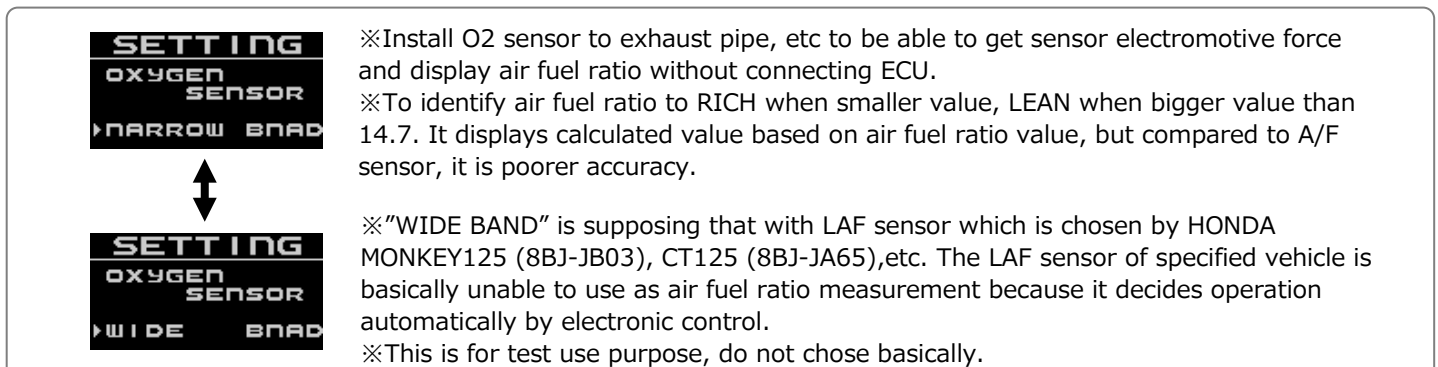 SETTING
OXYGEN
SENSOR
NARROW BNAD
SETTING
OXYGEN
SENSOR
WIDE BNAD
※Install O2 sensor to exhaust pipe, etc to be able to get sensor electromotive force
and display air fuel ratio without connecting ECU.
※To identify air fuel ratio to RICH when smaller value, LEAN when bigger value than
14.7. It displays calculated value based on air fuel ratio value, but compared to A/F
sensor, it is poorer accuracy.
※”WIDE BAND” is supposing that with LAF sensor which is chosen by HONDA
MONKEY125 (8BJ-JB03), CT125 (8BJ-JA65),etc. The LAF sensor of specified vehicle is
basically unable to use as air fuel ratio measurement because it decides operation
automatically by electronic control.
※This is for test use purpose, do not chose basically.